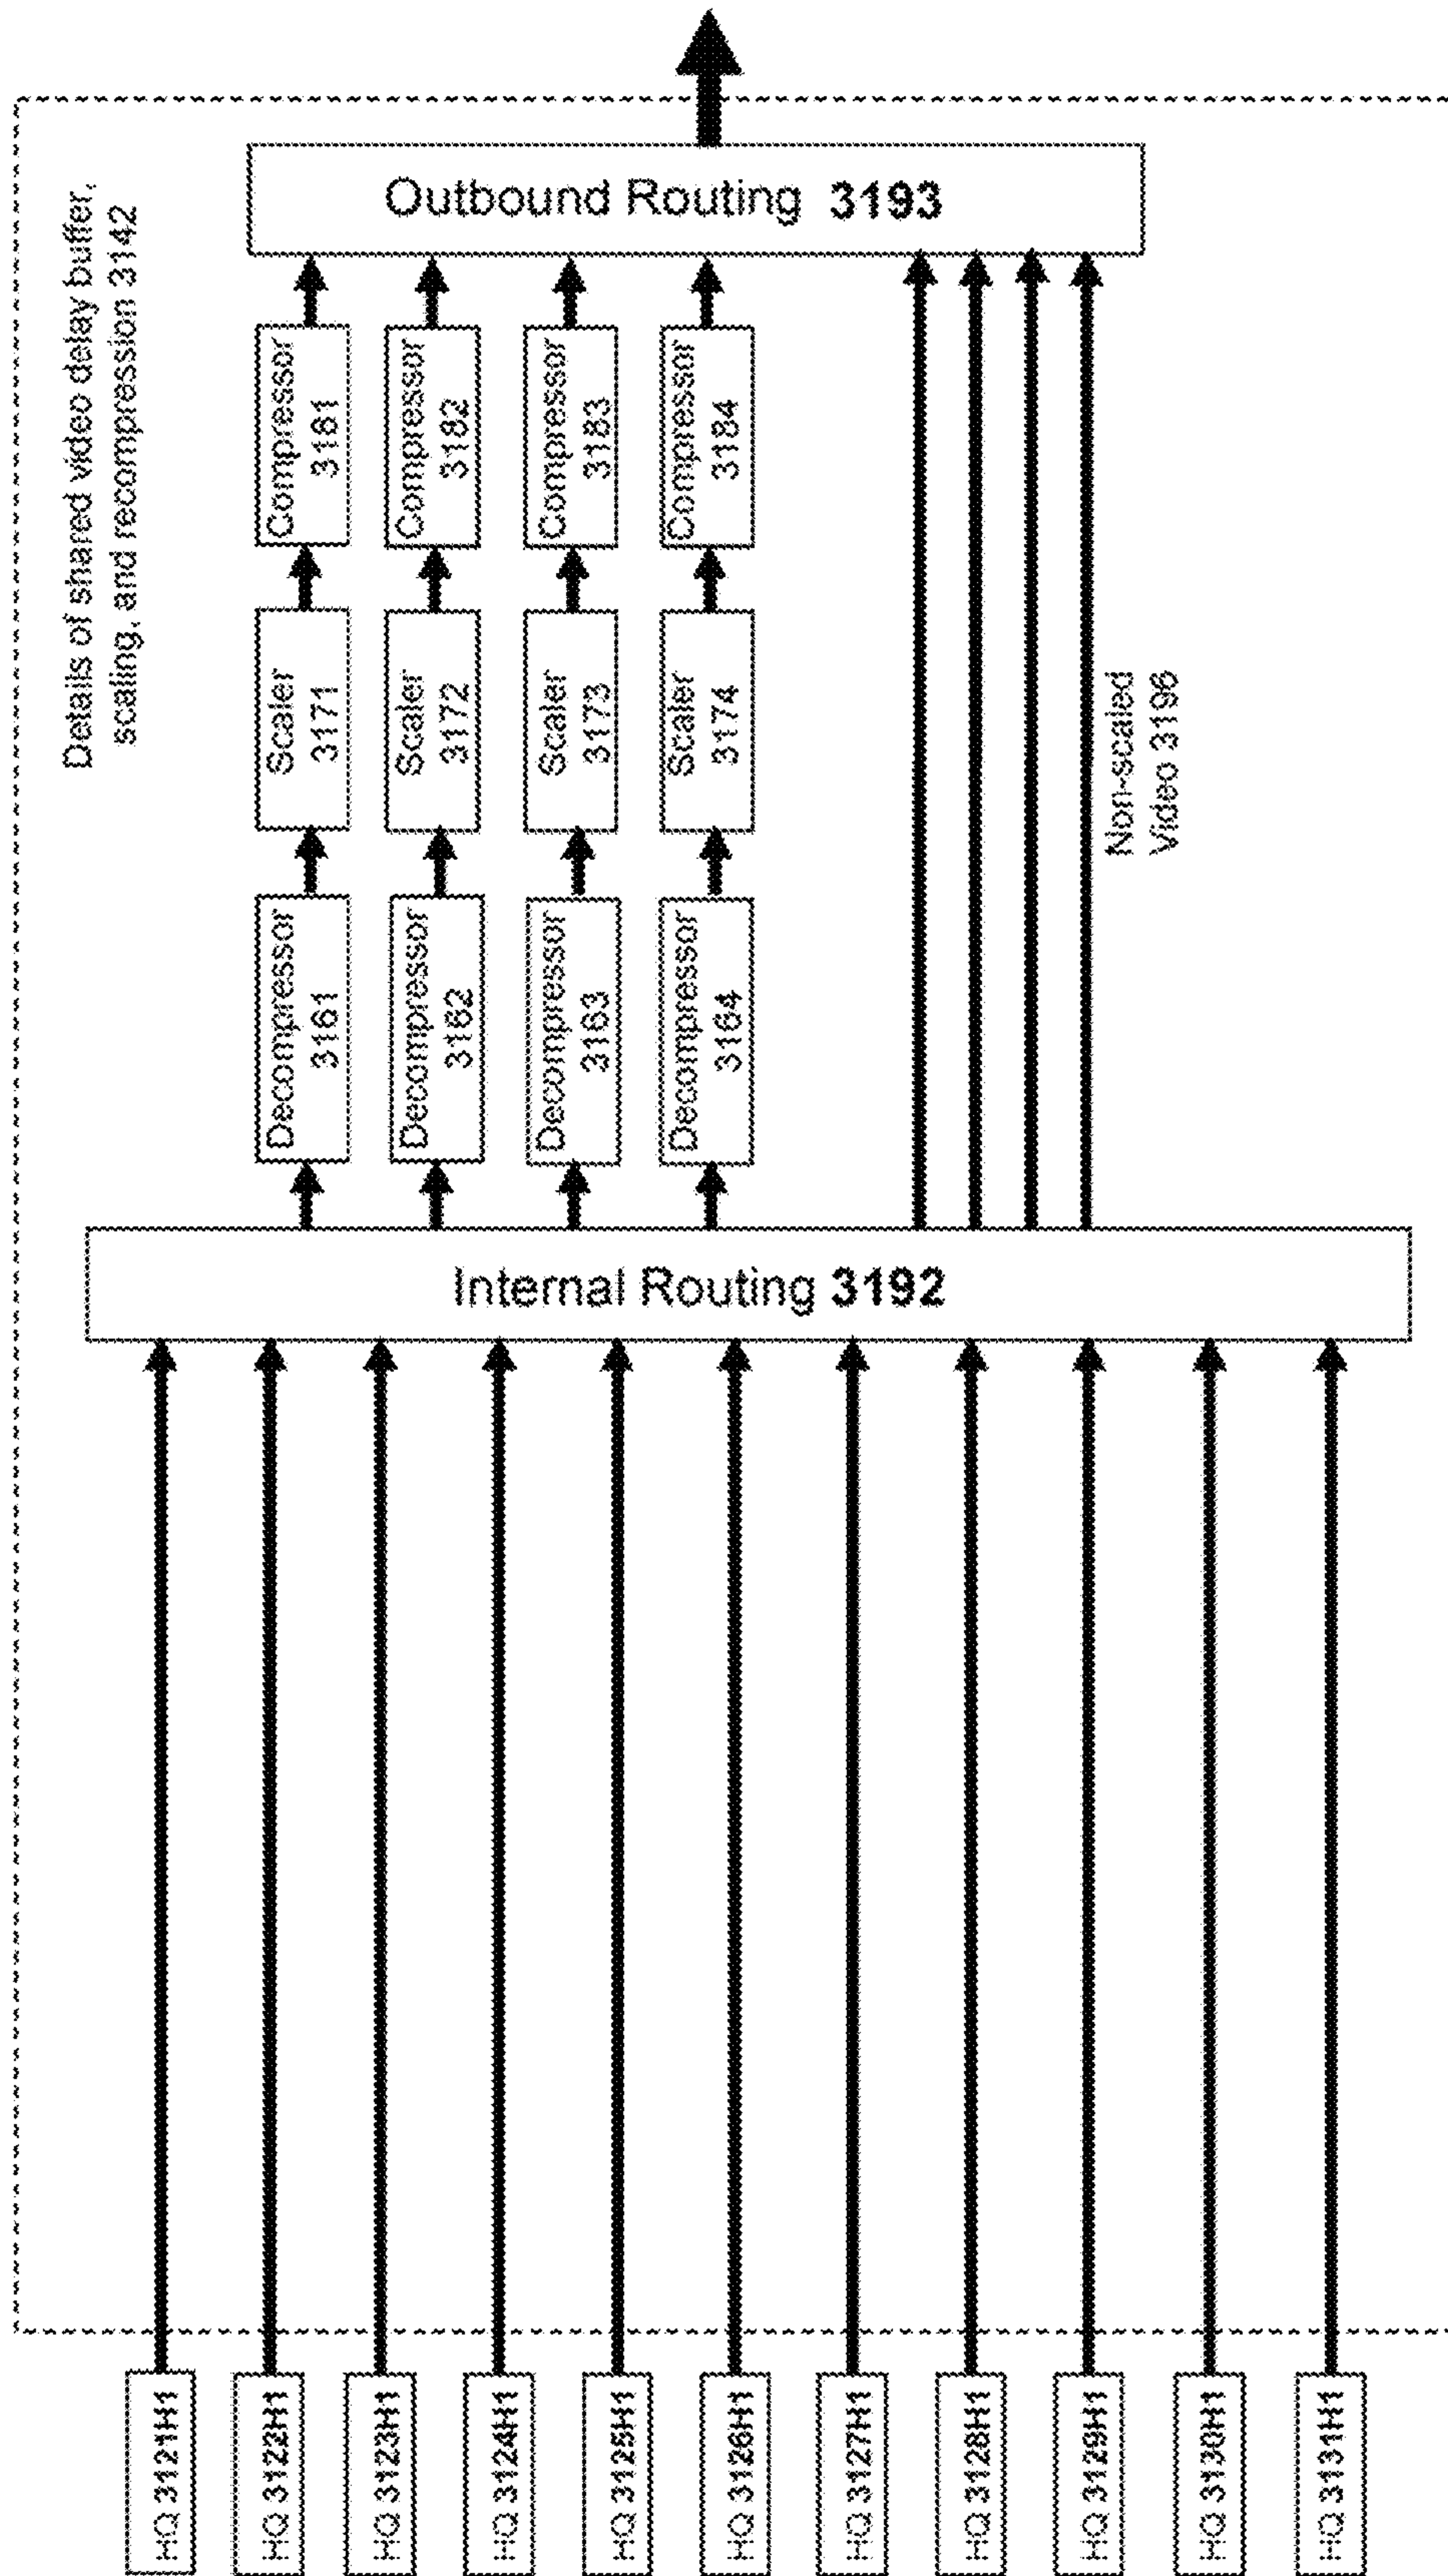 Details of shared video delay buffer,
scaling, and recompression 3142
HQ 3121H1
HQ 3122H1
HQ 3123H1
HQ 3124H1
HQ 3125H1
HQ 3126H1
HQ 3127H1
HQ 3128H1
HQ 3129H1
HQ 3130H1
HQ 3131H1
Internal Routing 3192
Decompressor
3161
Scaler
3171
Compressor
3181
Decompressor
3162
Scaler
3172
Compressor
3182
Decompressor
3163
Scaler
3173
Compressor
3183
Decompressor
3164
Scaler
3174
Compressor
3184
Non-scaled
Video 3196
Outbound Routing 3193